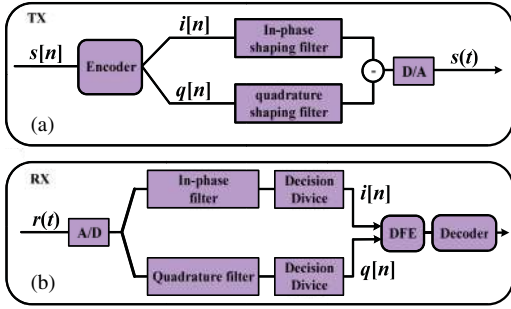 TX
i[n]
In-phase
shaping filter
s[n]
Encoder
-
D/A
s(t)
q[n]
quadrature
shaping filter
(a)
RX
In-phase
filter
Decision
Divice
i[n]
r(t)
A/D
DFE
Decoder
Quadrature filter
Decision
Divice
q[n]
(b)